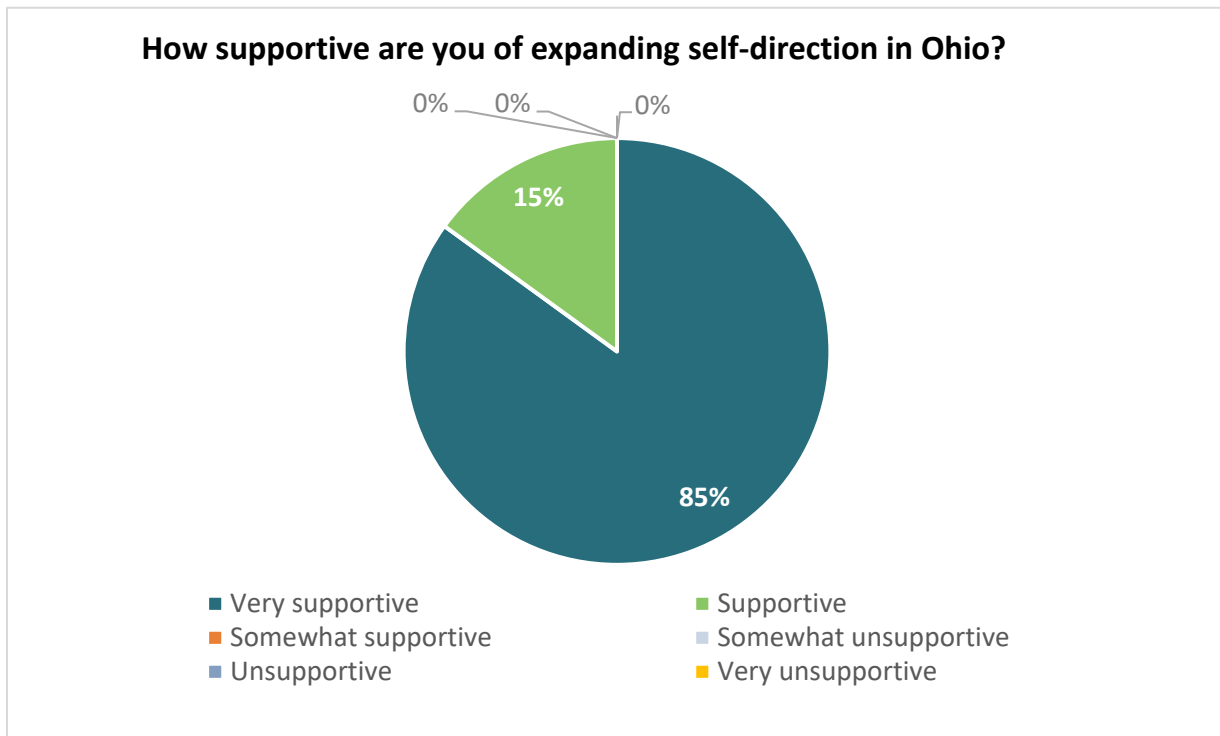 How supportive are you of expanding self-direction in Ohio?
0% 0% 0%
15%
85%
Very supportive Supportive
Somewhat supportive Somewhat unsupportive
Unsupportive Very unsupportive